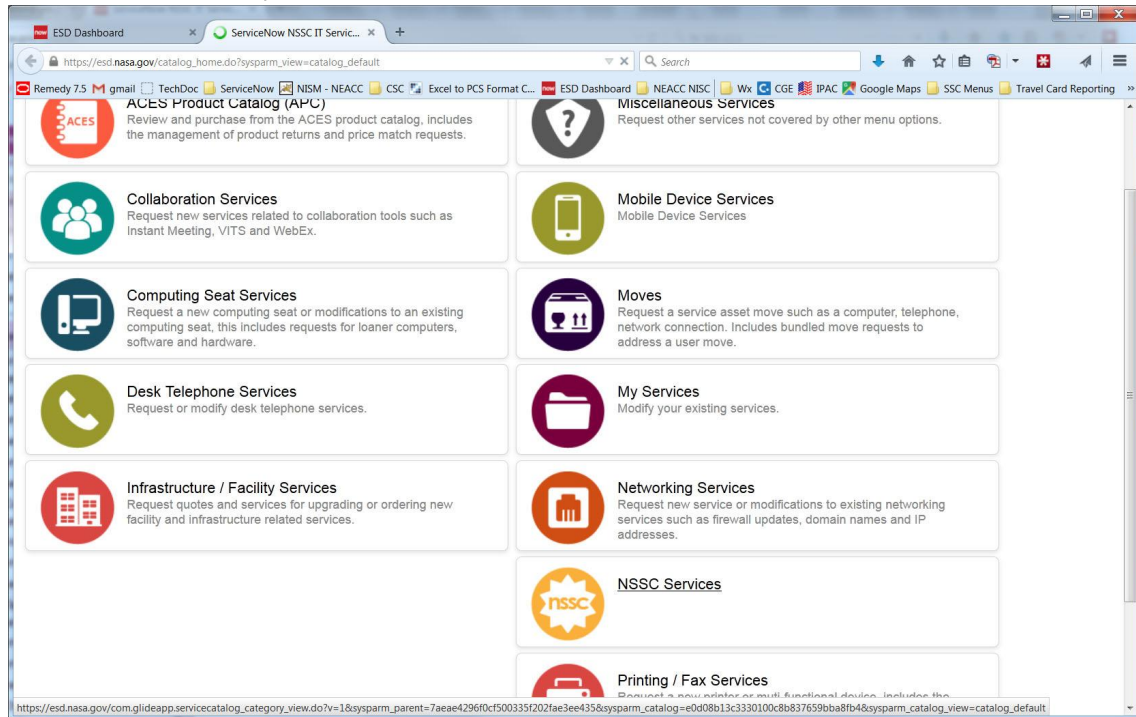 ESD Dashboard
ServiceNow NSSC IT Servic...
https://esd.nasa.gov/catalog_home.do?sysparm_view=catalog_default
Search
Remedy 7.5 gmail TechDoc ServiceNow NISM - NEACC CSC Excel to PCS Format C... ESD Dashboard NEACC NISC Wx CGE IPAC Google Maps SSC Menus Travel Card Reporting
ACES
ACES Product Catalog (APC)
Review and purchase from the ACES product catalog, includes
the management of product returns and price match requests.
Miscellaneous Services
Request other services not covered by other menu options.
Collaboration Services
Request new services related to collaboration tools such as
Instant Meeting, VITS and WebEx.
Mobile Device Services
Mobile Device Services
Computing Seat Services
Request a new computing seat or modifications to an existing
computing seat, this includes requests for loaner computers,
software and hardware.
Moves
Request a service asset move such as a computer, telephone,
network connection. Includes bundled move requests to
address a user move.
Desk Telephone Services
Request or modify desk telephone services.
My Services
Modify your existing services.
Infrastructure / Facility Services
Request quotes and services for upgrading or ordering new
facility and infrastructure related services.
Networking Services
Request new service or modifications to existing networking
services such as firewall updates, domain names and IP
addresses.
nssc
NSSC Services
Printing / Fax Services
Request a new printer or muti-functional device, includes the
https://esd.nasa.gov/com.glideapp.servicecatalog_category_view.do?v=1&sysparm_parent=7aeae4296f0cf500335f202fae3ee435&sysparm_catalog=e0d08b13c3330100c8b837659bba8fb4&sysparm_catalog_view=catalog_default